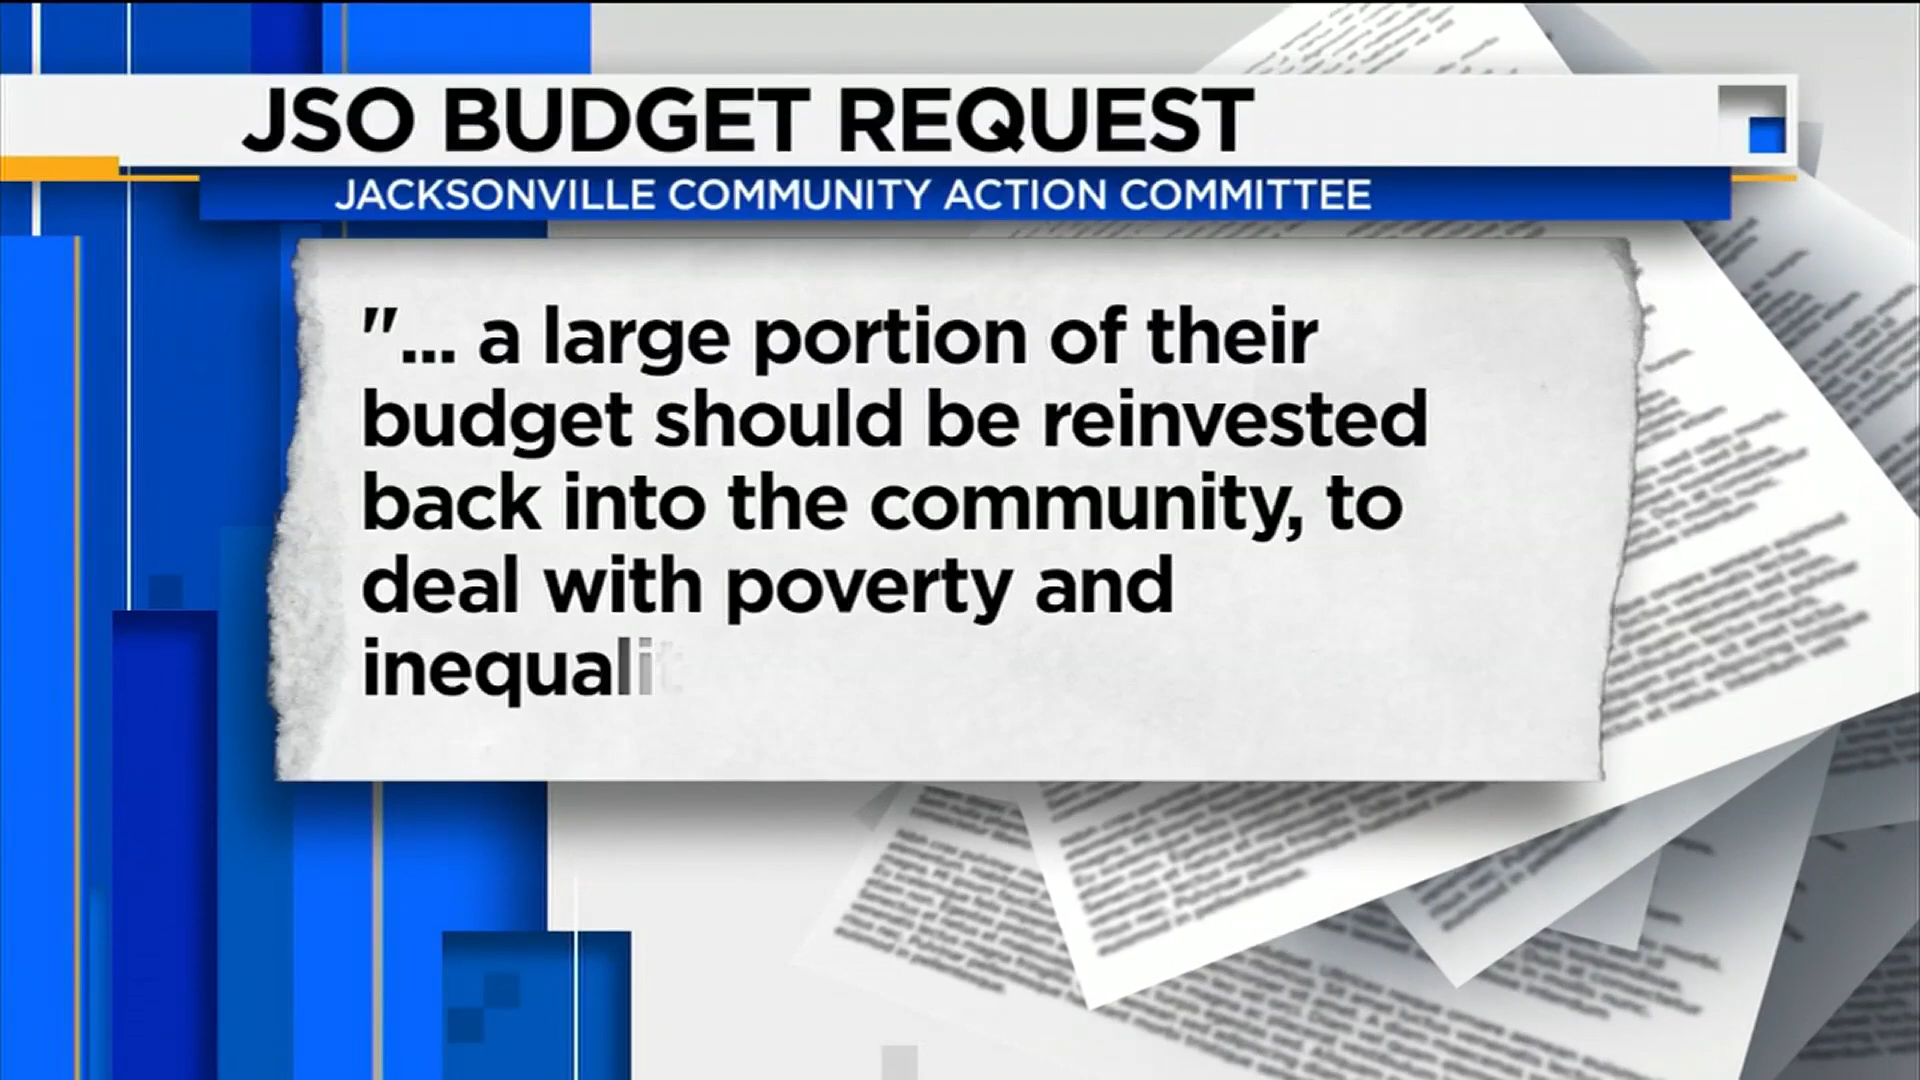 JSO BUDGET REQUEST
JACKSONVILLE COMMUNITY ACTION COMMITTEE
"... a large portion of their
budget should be reinvested
back into the community, to
deal with poverty and
inequalit